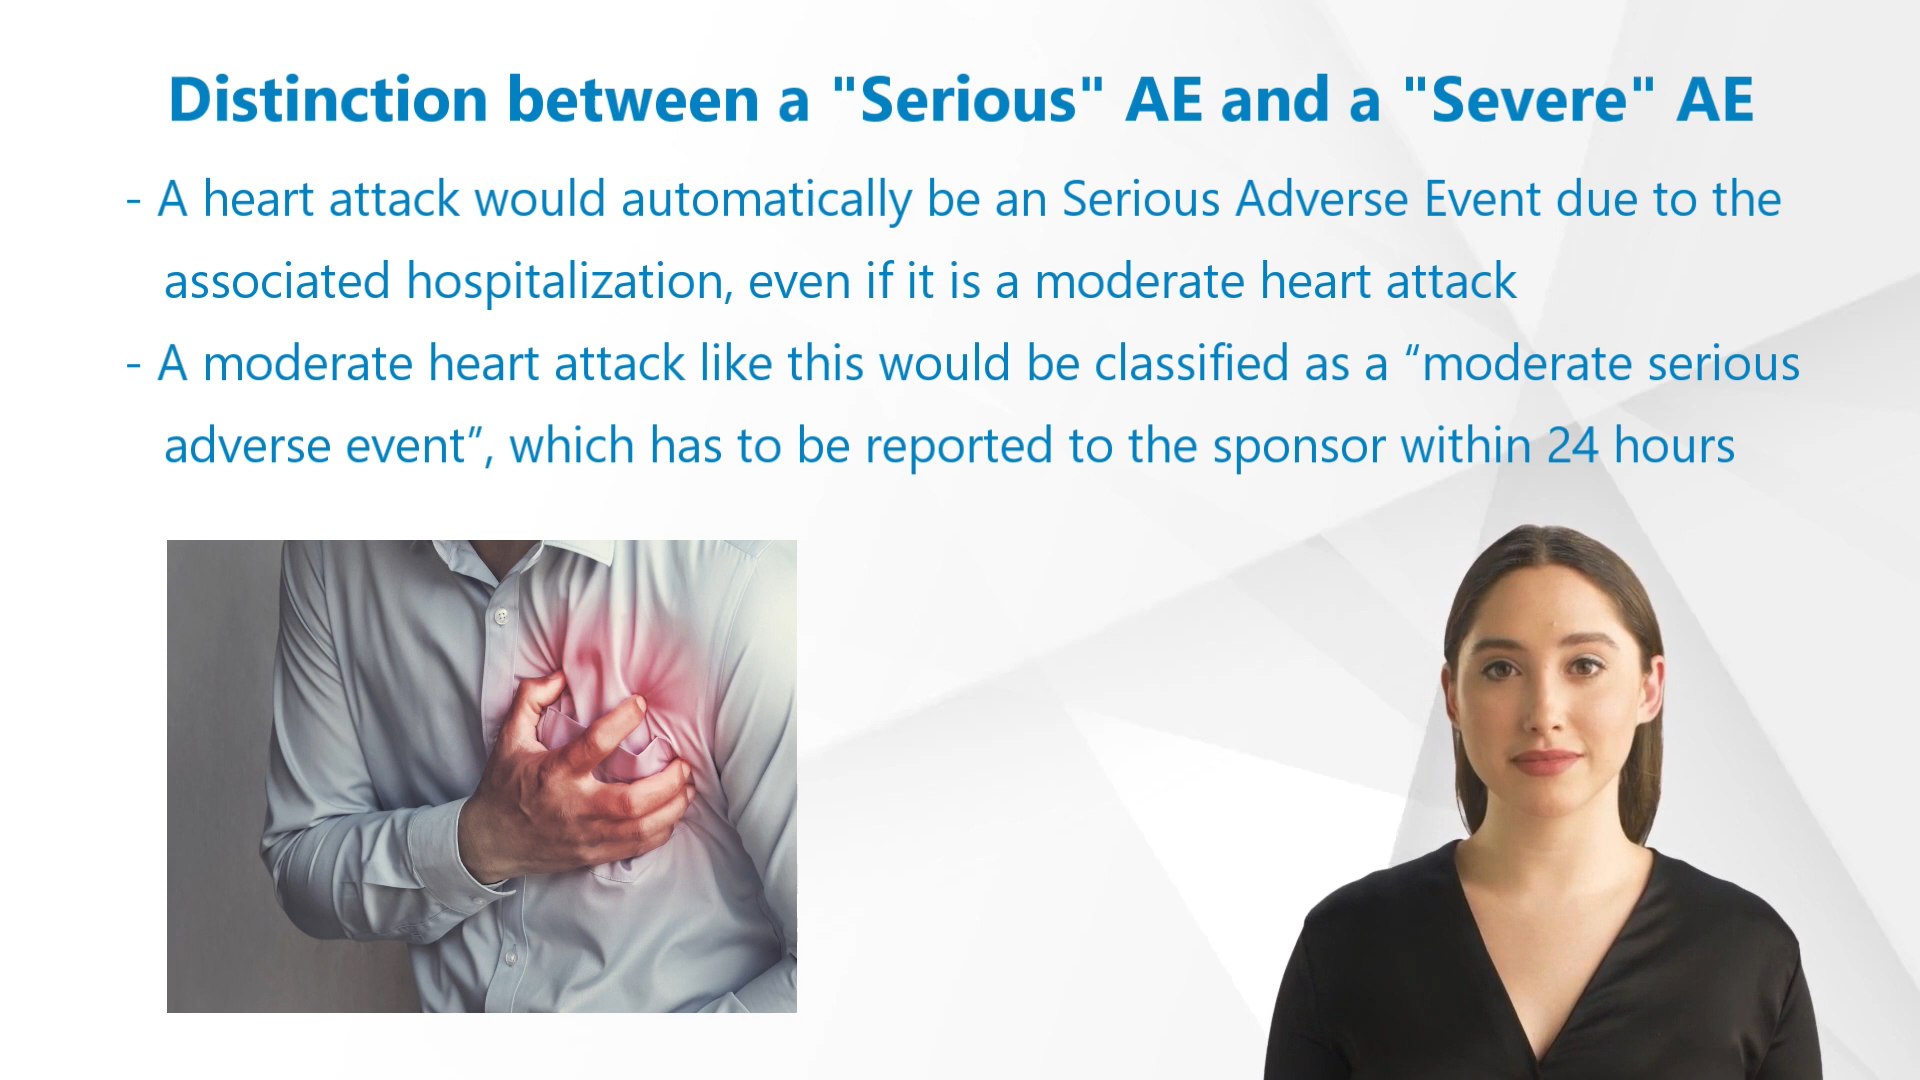 Distinction between a "Serious" AE and a "Severe" AE
- A heart attack would automatically be an Serious Adverse Event due to the
associated hospitalization, even if it is a moderate heart attack
- A moderate heart attack like this would be classified as a “moderate serious
adverse event”, which has to be reported to the sponsor within 24 hours